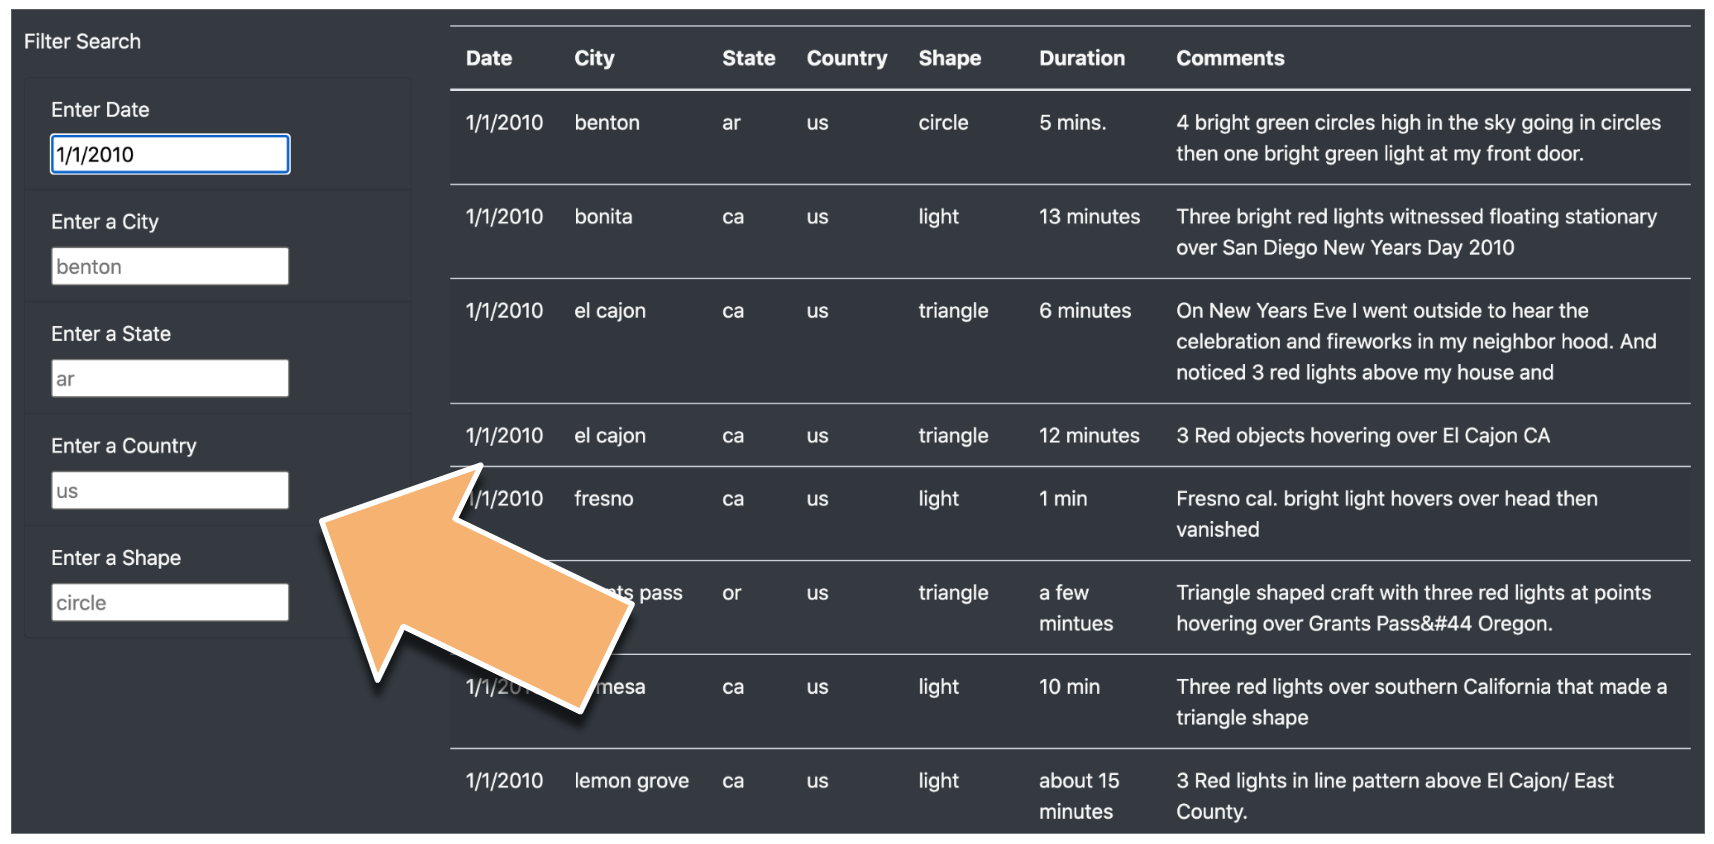 Filter Search
Enter Date
1/1/2010
Enter a City
benton
Enter a State
ar
Enter a Country
us
Enter a Shape
circle
Date City State Country Shape Duration Comments
1/1/2010 benton ar us circle 5 mins. 4 bright green circles high in the sky going in circles
then one bright green light at my front door.
1/1/2010 bonita ca us light 13 minutes Three bright red lights witnessed floating stationary
over San Diego New Years Day 2010
1/1/2010 el cajon ca us triangle 6 minutes On New Years Eve I went outside to hear the
celebration and fireworks in my neighbor hood. And
noticed 3 red lights above my house and
1/1/2010 el cajon ca us triangle 12 minutes 3 Red objects hovering over El Cajon CA
1/1/2010 fresno ca us light 1 min Fresno cal. bright light hovers over head then
vanished
pass or us triangle a few Triangle shaped craft with three red lights at points
mintues hovering over Grants Pass&#44 Oregon.
mesa ca us light 10 min Three red lights over southern California that made a
triangle shape
1/1/2010 lemon grove ca us light about 15 3 Red lights in line pattern above El Cajon/ East
minutes County.